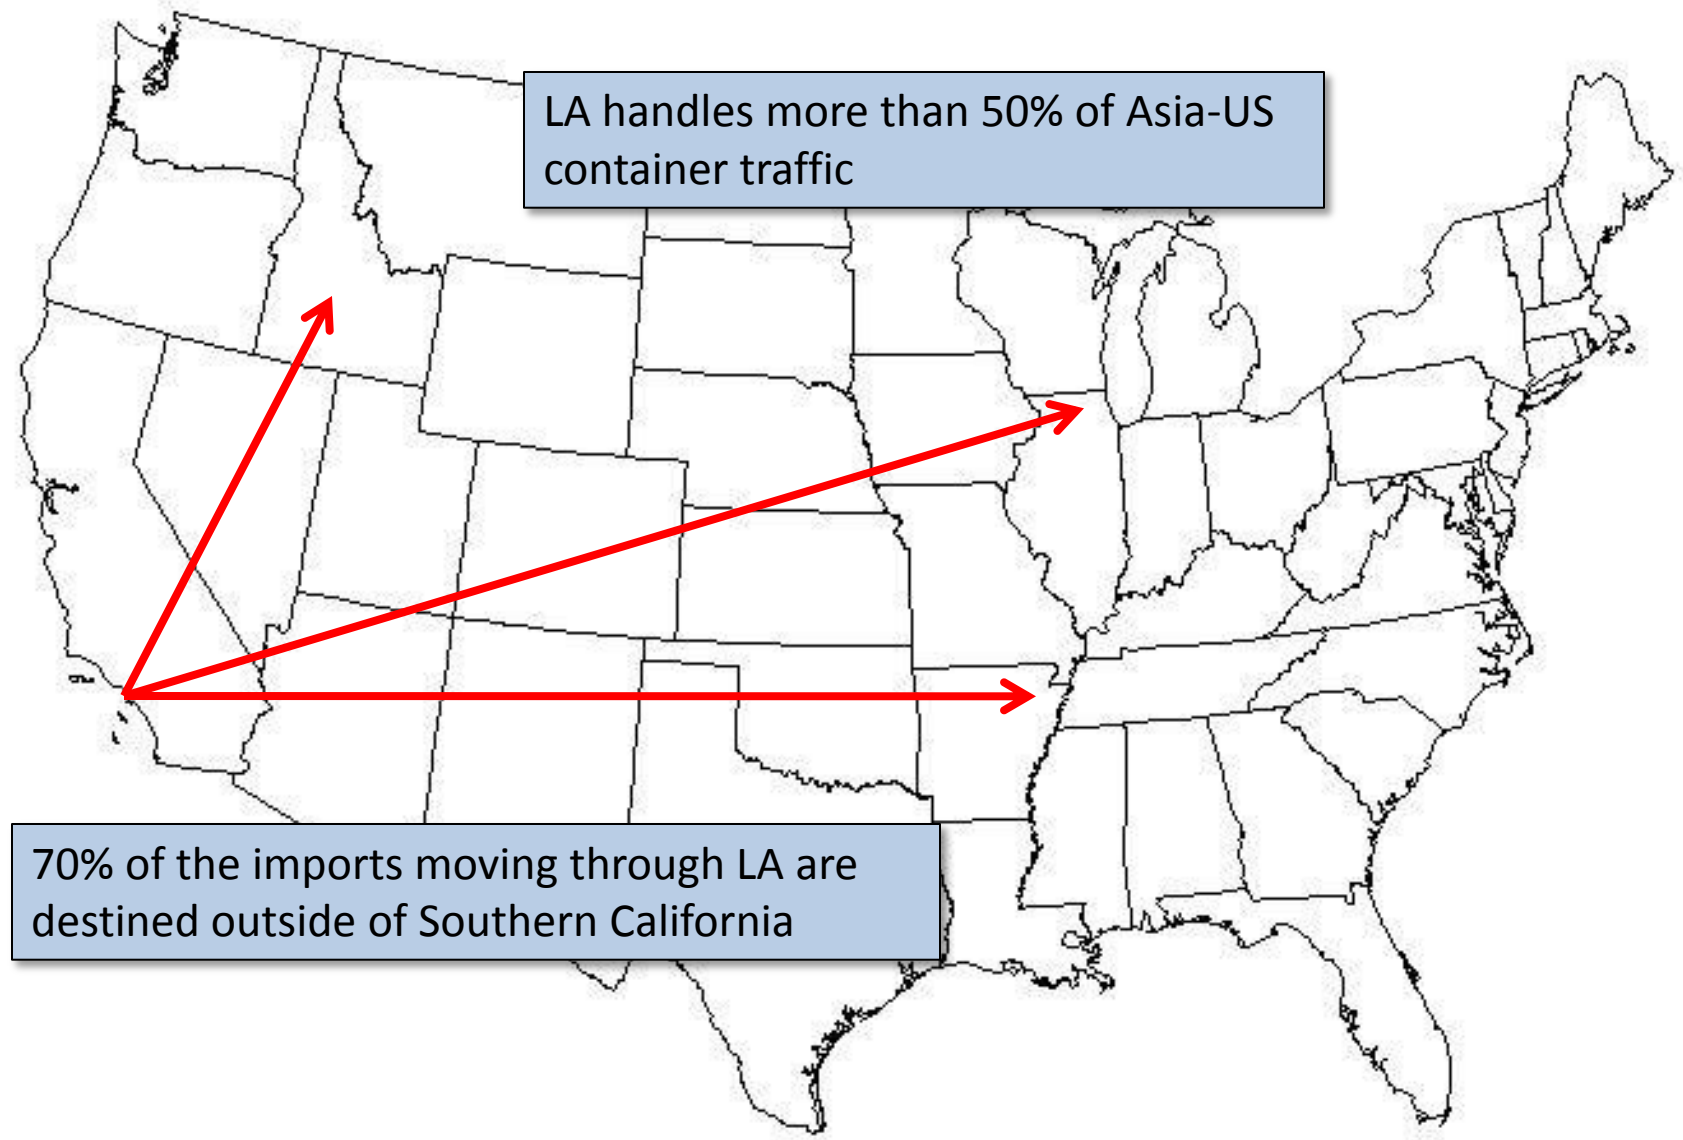 LA handles more than 50% of Asia-US
container traffic
70% of the imports moving through LA are
destined outside of Southern California